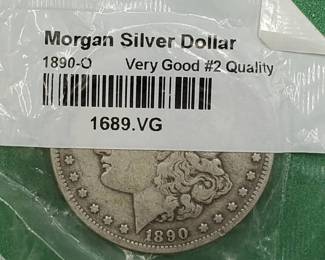 Morgan Silver Dollar
1890-O Very Good #2 Quality
1689.VG
1890